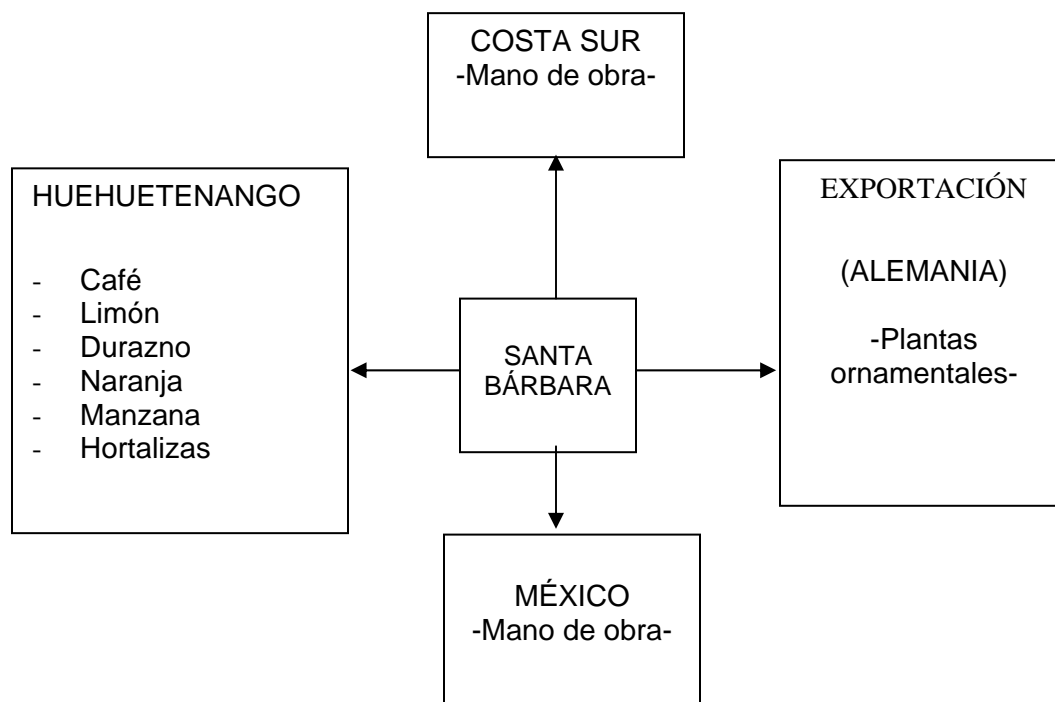 COSTA SUR
-Mano de obra-
HUEHUETENANGO
- Café
- Limón
- Durazno
- Naranja
- Manzana
- Hortalizas
SANTA
BÁRBARA
EXPORTACIÓN
(ALEMANIA)
-Plantas
ornamentales-
MÉXICO
-Mano de obra-